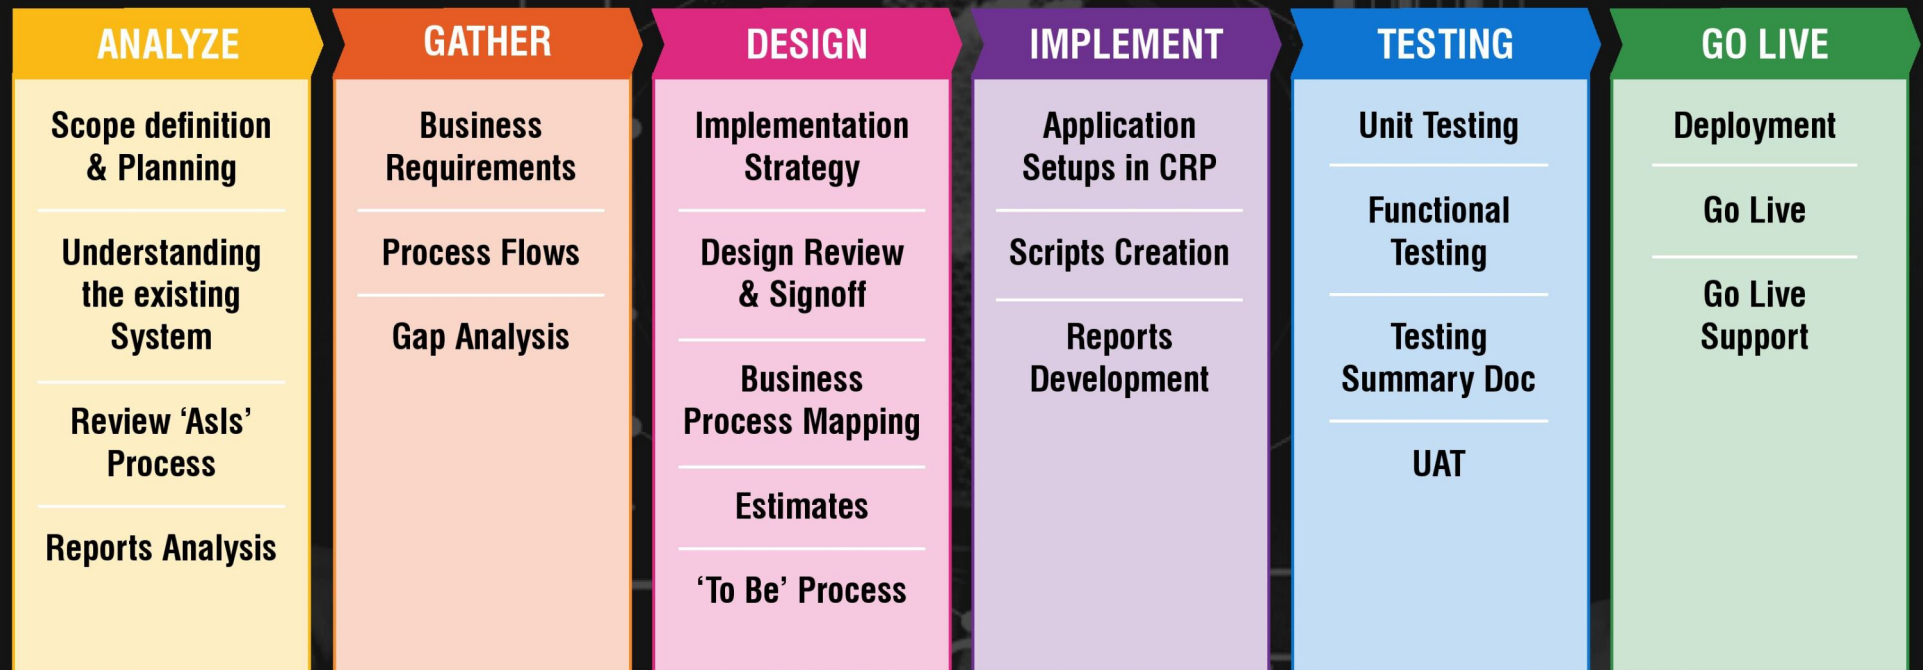 ANALYZE
Scope definition
& Planning
Understanding
the existing
System
Review ‘AsIs’
Process
Reports Analysis
GATHER
Business
Requirements
Process Flows
Gap Analysis
DESIGN
Implementation
Strategy
Design Review
& Signoff
Business
Process Mapping
Estimates
‘To Be’ Process
IMPLEMENT
Application
Setups in CRP
Scripts Creation
Reports
Development
TESTING
Unit Testing
Functional
Testing
Testing
Summary Doc
UAT
GO LIVE
Deployment
Go Live
Go Live
Support